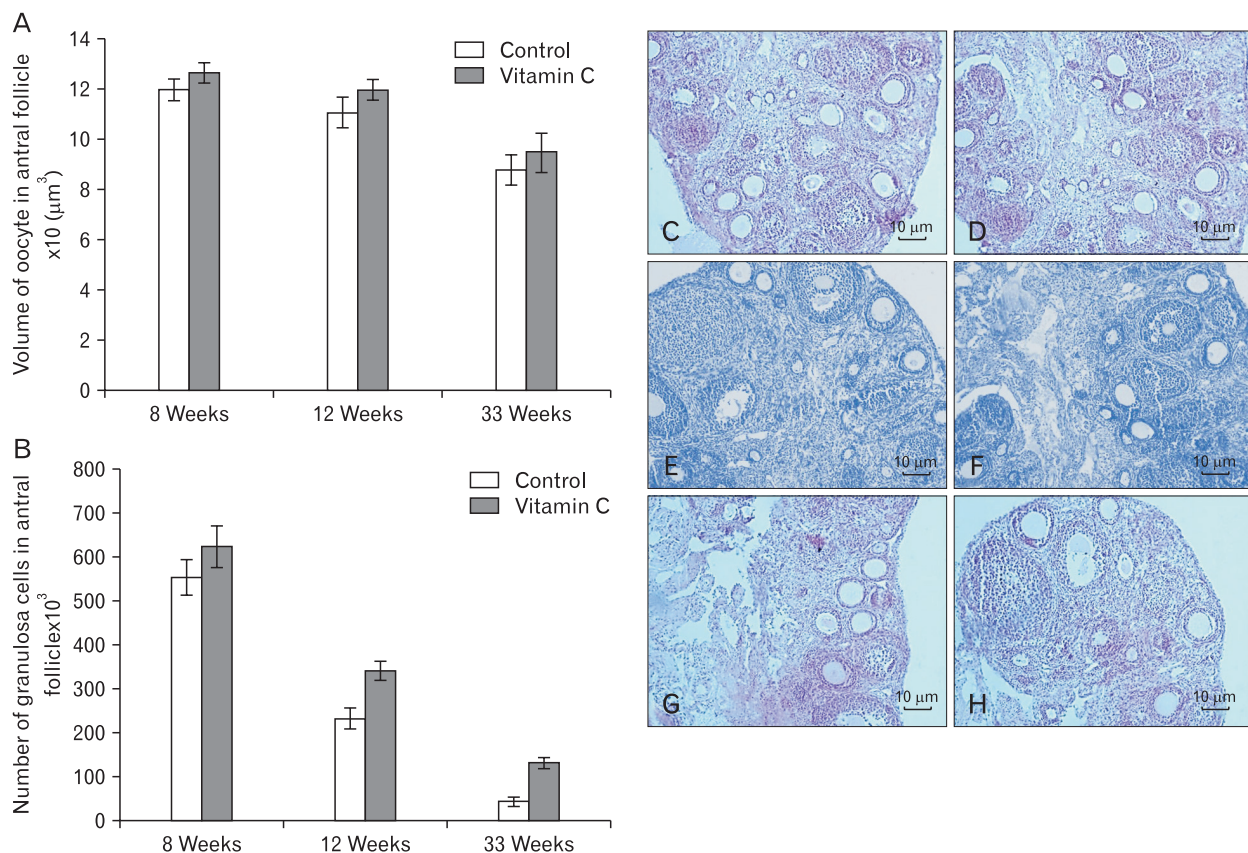 A
14
12
10
8
6
4
2
0
Volume of oocyte in antral follicle
x10 (μm³)
Control
Vitamin C
8 Weeks
12 Weeks
33 Weeks
B
800
700
600
500
400
300
200
100
0
Number of granulosa cells in antral
folliclex10³
Control
Vitamin C
8 Weeks
12 Weeks
33 Weeks
C
10 μm
D
10 μm
E
10 μm
F
10 μm
G
10 μm
H
10 μm